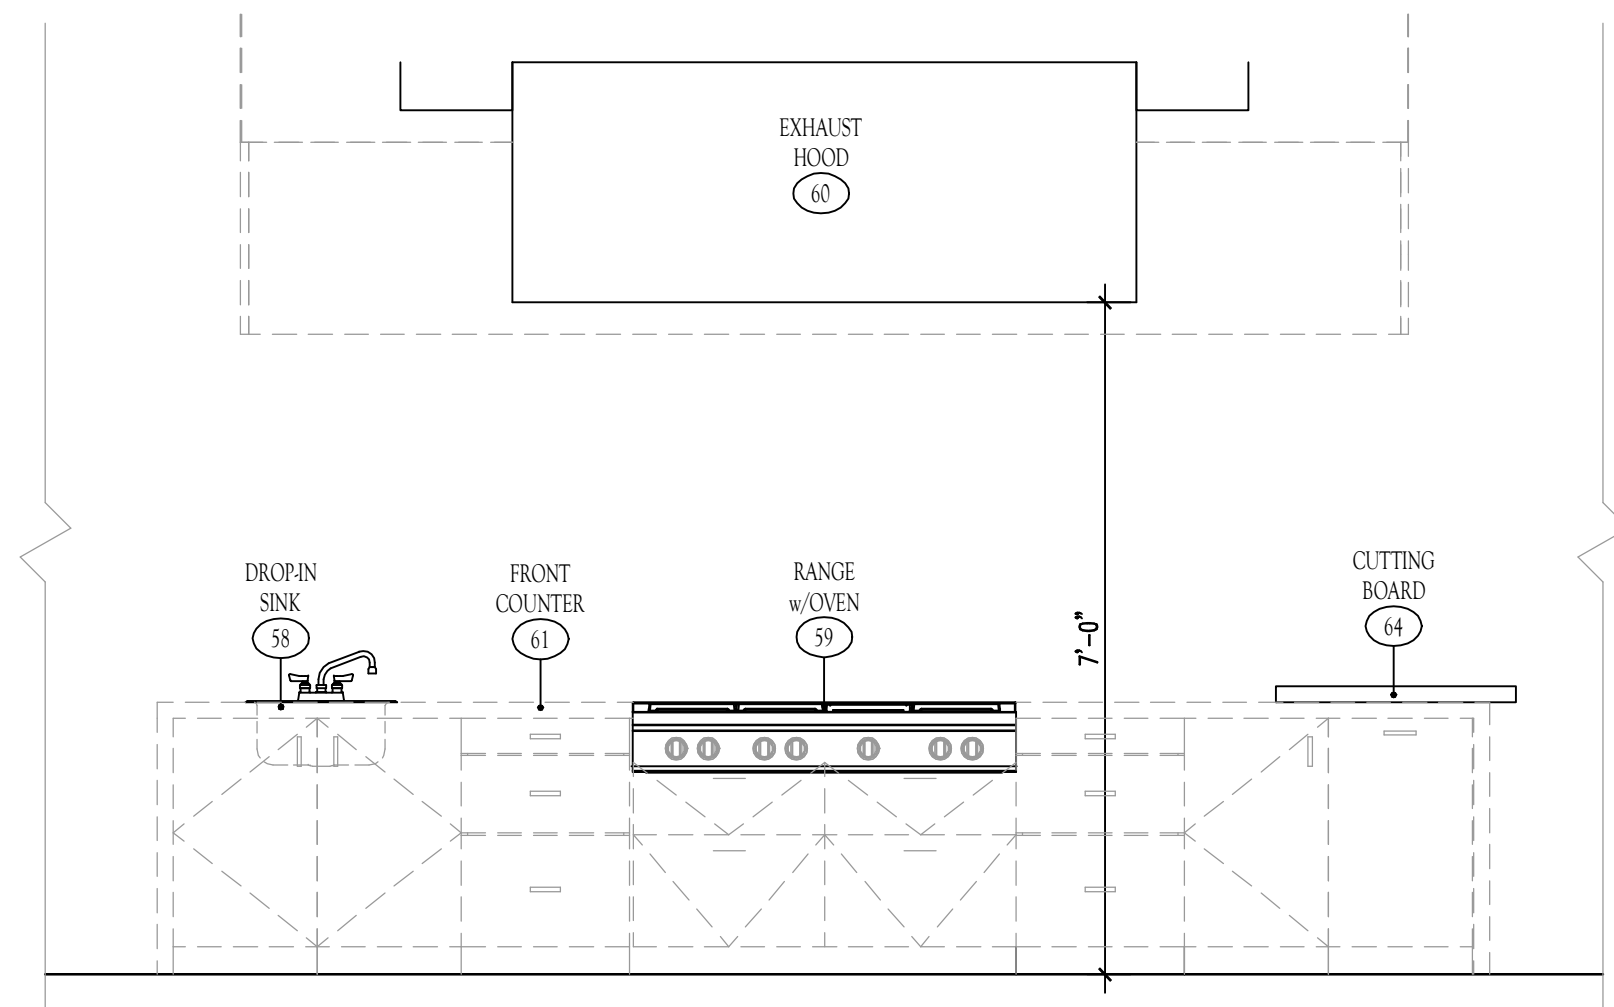 EXHAUST
HOOD
60
DROP-IN
SINK
58
FRONT
COUNTER
61
RANGE
w/OVEN
59
7'-0"
CUTTING
BOARD
64